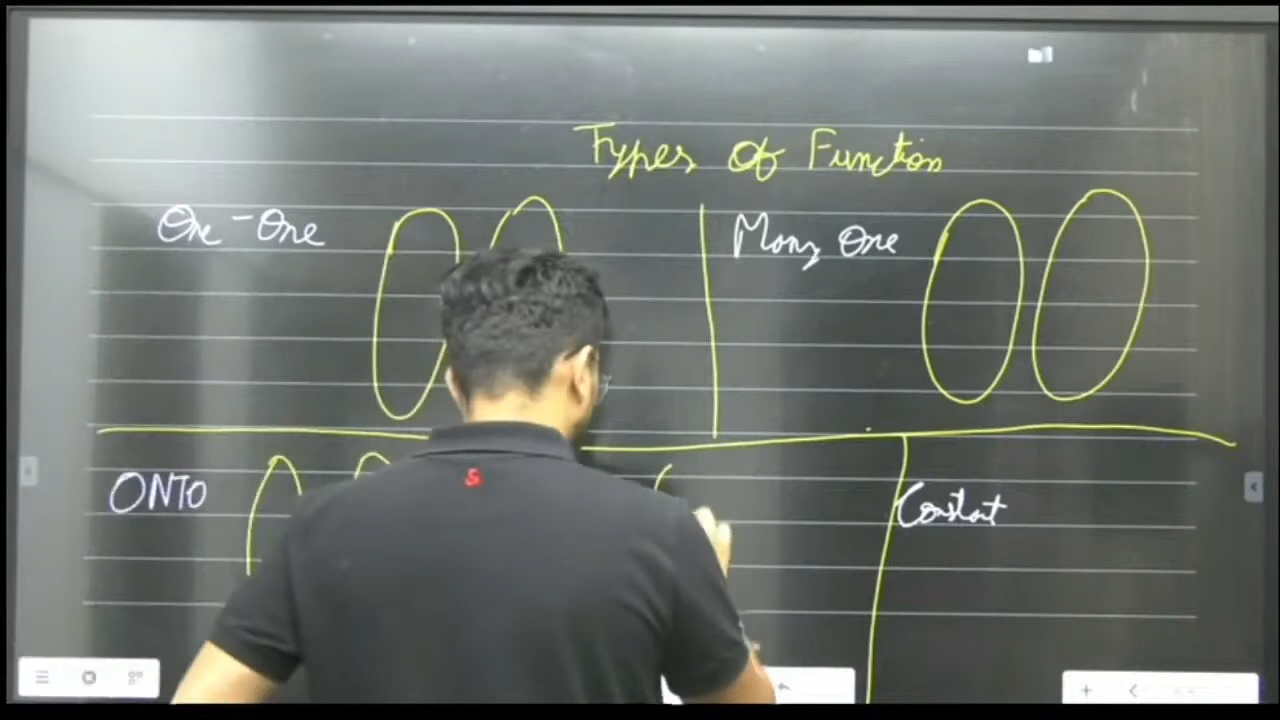 Types of Function
One - One
Many One
ONTO
Constant
S